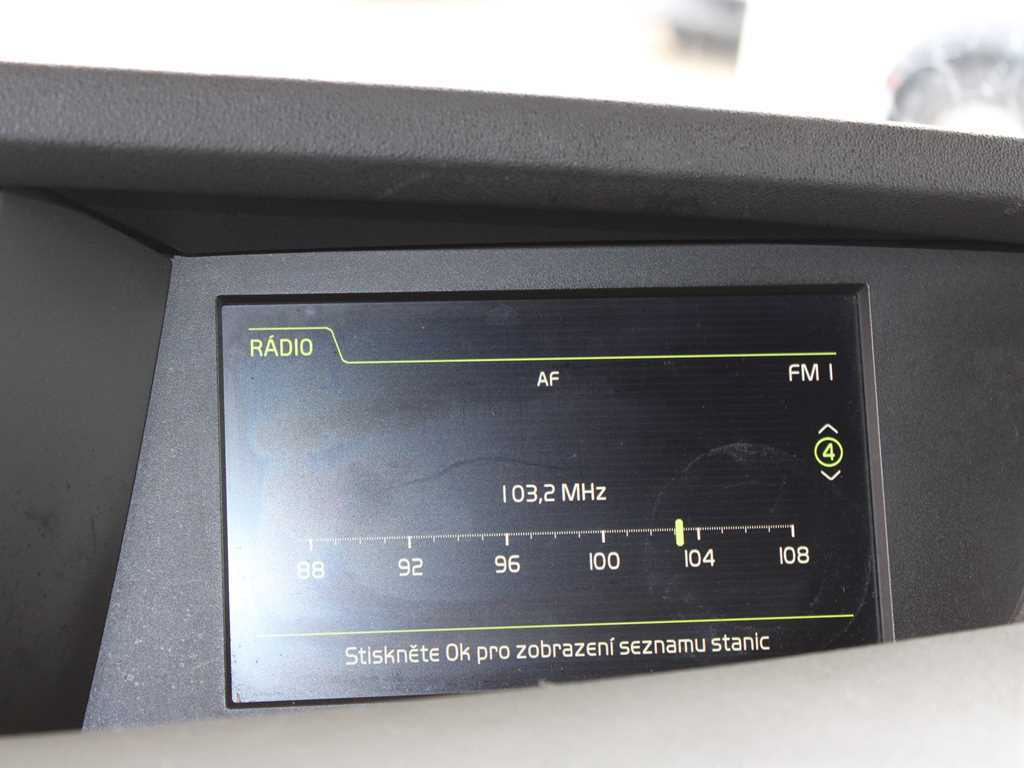 RÁDIO
AF
FM 1
4
103,2 MHz
88 92 96 100 104 108
Stiskněte Ok pro zobrazení seznamu stanic